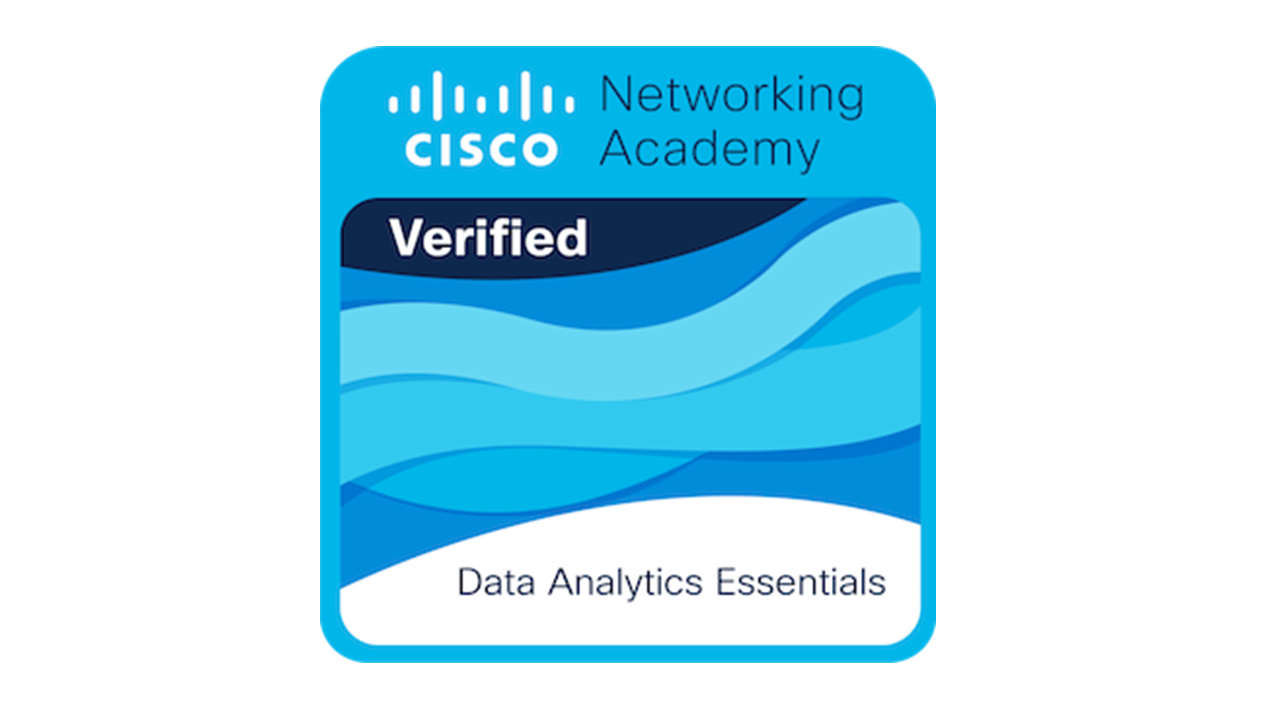 Networking
Academy
CISCO
Verified
Data Analytics Essentials